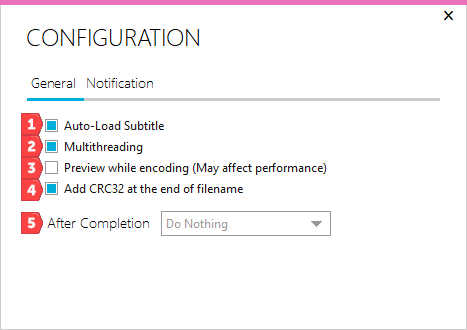 CONFIGURATION
General Notification
1 Auto-Load Subtitle
2 Multithreading
3 Preview while encoding (May affect performance)
4 Add CRC32 at the end of filename
5 After Completion Do Nothing